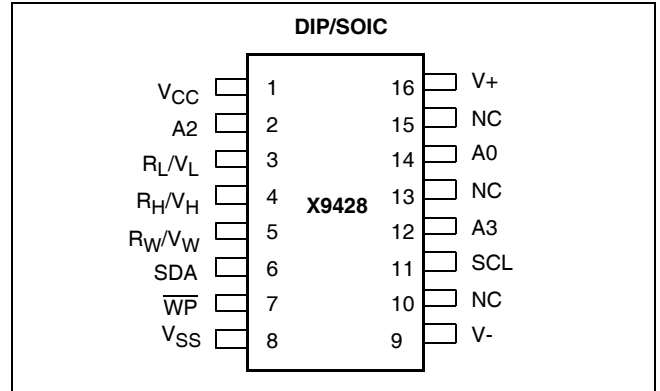 DIP/SOIC
VCC 1 16 V+
A2 2 15 NC
RL/VL 3 14 A0
RH/VH 4 13 NC
X9428
RW/VW 5 12 A3
SDA 6 11 SCL
W̅P̅ 7 10 NC
VSS 8 9 V-